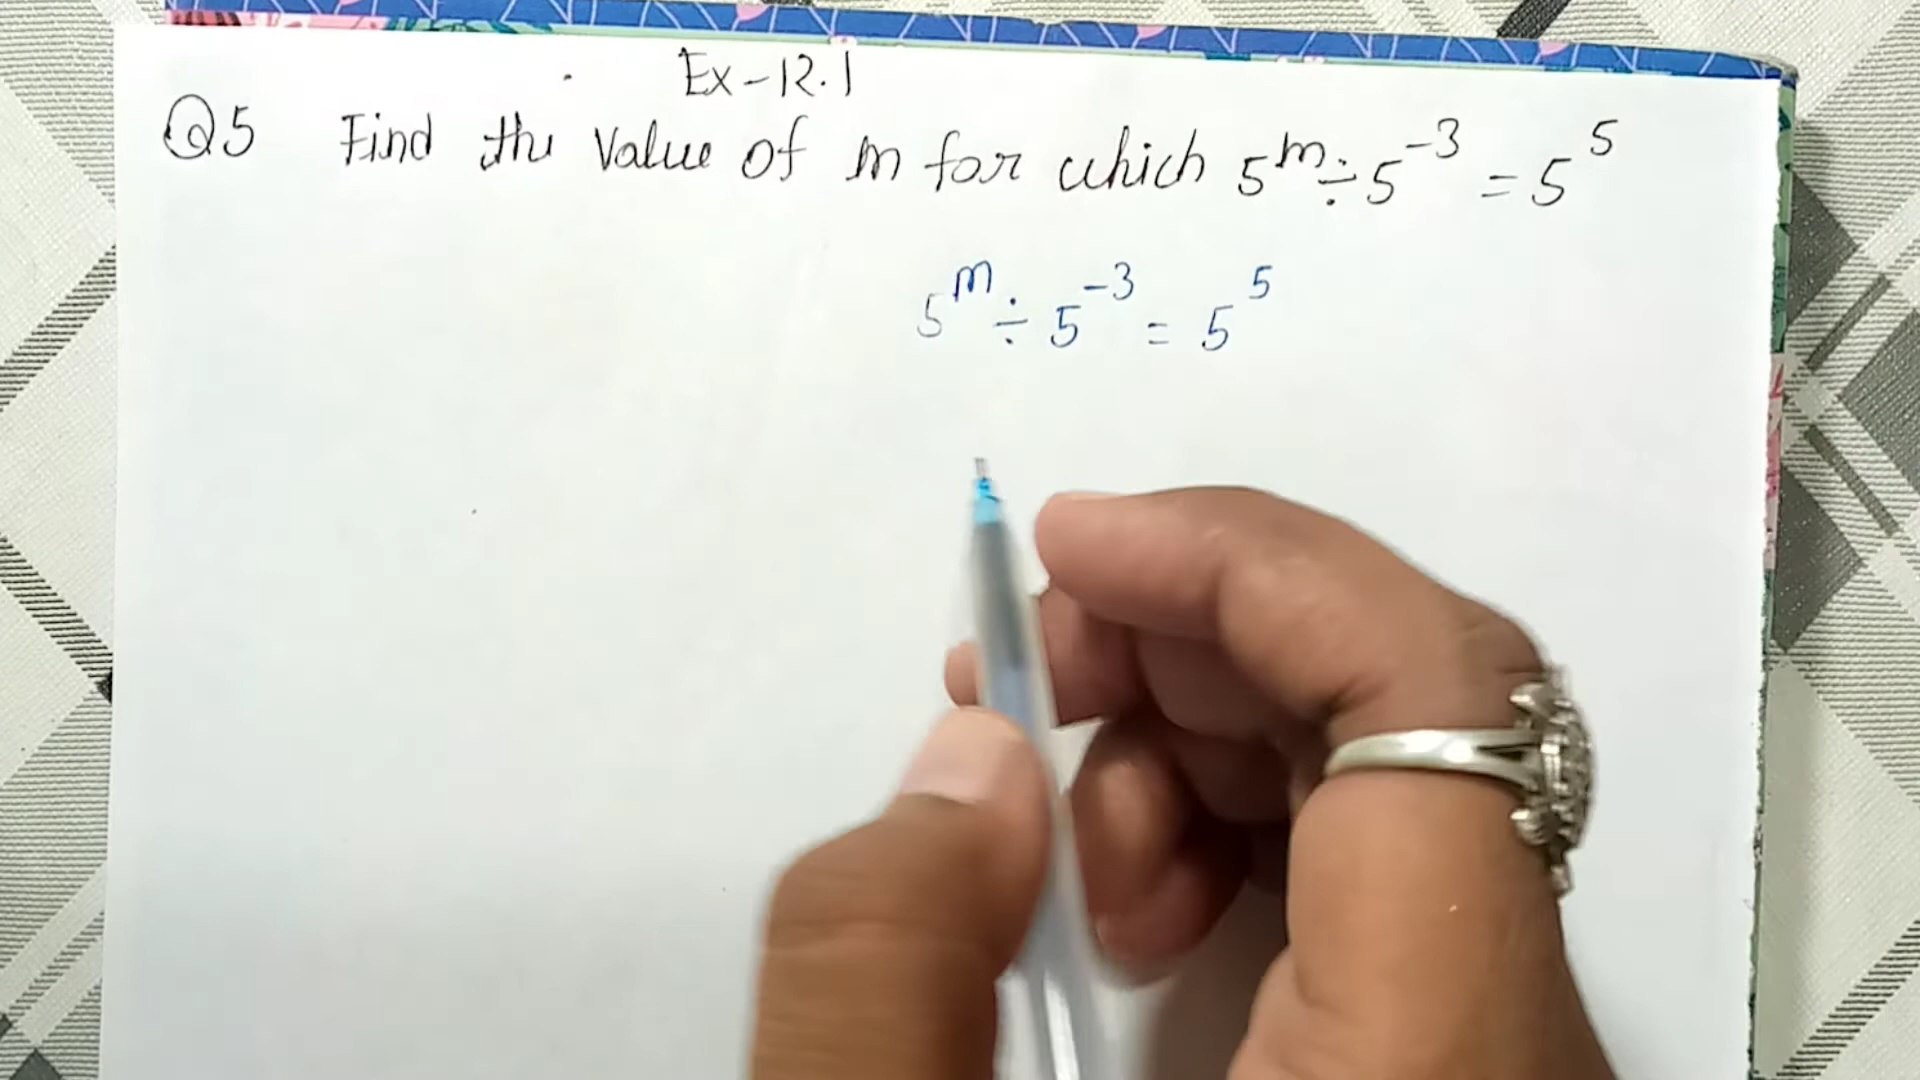 Ex-12.1
Q5 Find the Value of m for which 5^m ÷ 5^-3 = 5^5
5^m ÷ 5^-3 = 5^5